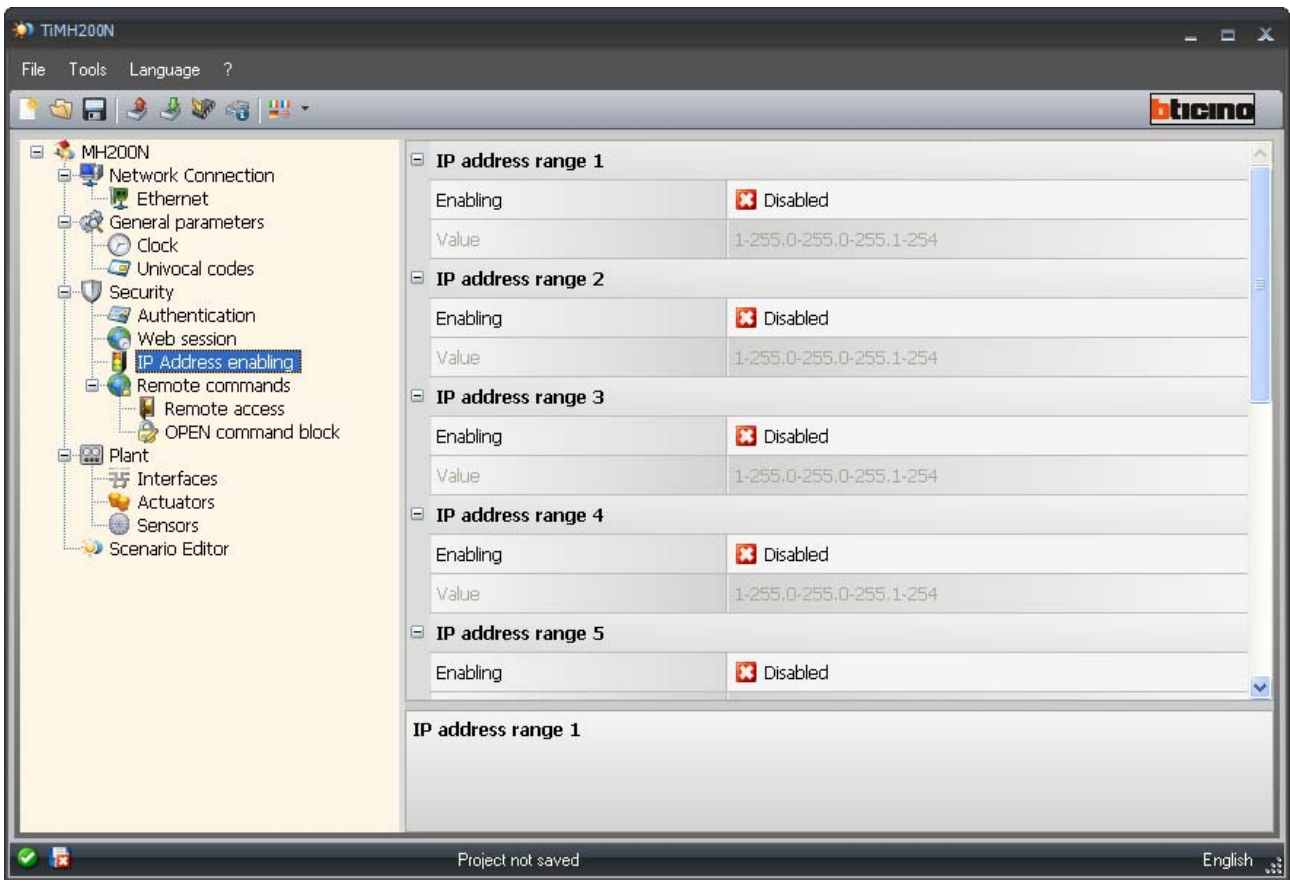 TiMH200N
File Tools Language ?
bticino
MH200N
Network Connection
Ethernet
General parameters
Clock
Univocal codes
Security
Authentication
Web session
IP Address enabling
Remote commands
Remote access
OPEN command block
Plant
Interfaces
Actuators
Sensors
Scenario Editor
IP address range 1
Enabling Disabled
Value 1-255.0-255.0-255.1-254
IP address range 2
Enabling Disabled
Value 1-255.0-255.0-255.1-254
IP address range 3
Enabling Disabled
Value 1-255.0-255.0-255.1-254
IP address range 4
Enabling Disabled
Value 1-255.0-255.0-255.1-254
IP address range 5
Enabling Disabled
IP address range 1
Project not saved
English